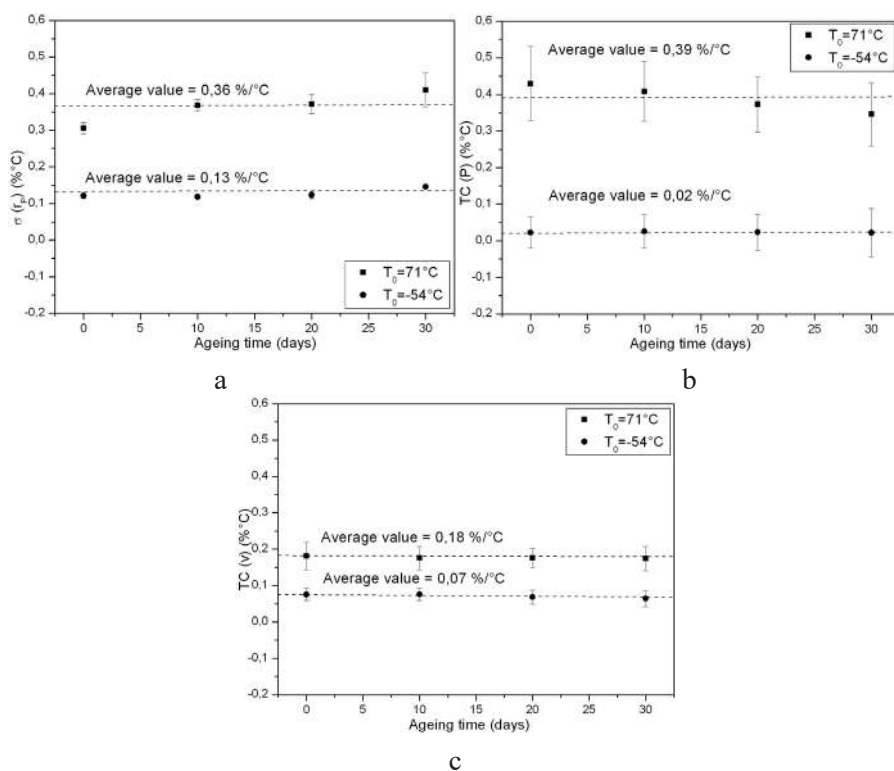 0,6
0,5
0,4
0,3
0,2
0,1
0,0
-0,1
-0,2
σ (r_p) (%°C)
Average value = 0,36 %/°C
Average value = 0,13 %/°C
T_0=71°C
T_0=-54°C
0 5 10 15 20 25 30
Ageing time (days)
a
0,6
0,5
0,4
0,3
0,2
0,1
0,0
-0,1
-0,2
TC (P) (%°C)
T_0=71°C
T_0=-54°C
Average value = 0,39 %/°C
Average value = 0,02 %/°C
0 5 10 15 20 25 30
Ageing time (days)
b
0,6
0,5
0,4
0,3
0,2
0,1
0,0
-0,1
-0,2
TC (v) (%°C)
T_0=71°C
T_0=-54°C
Average value = 0,18 %/°C
Average value = 0,07 %/°C
0 5 10 15 20 25 30
Ageing time (days)
c